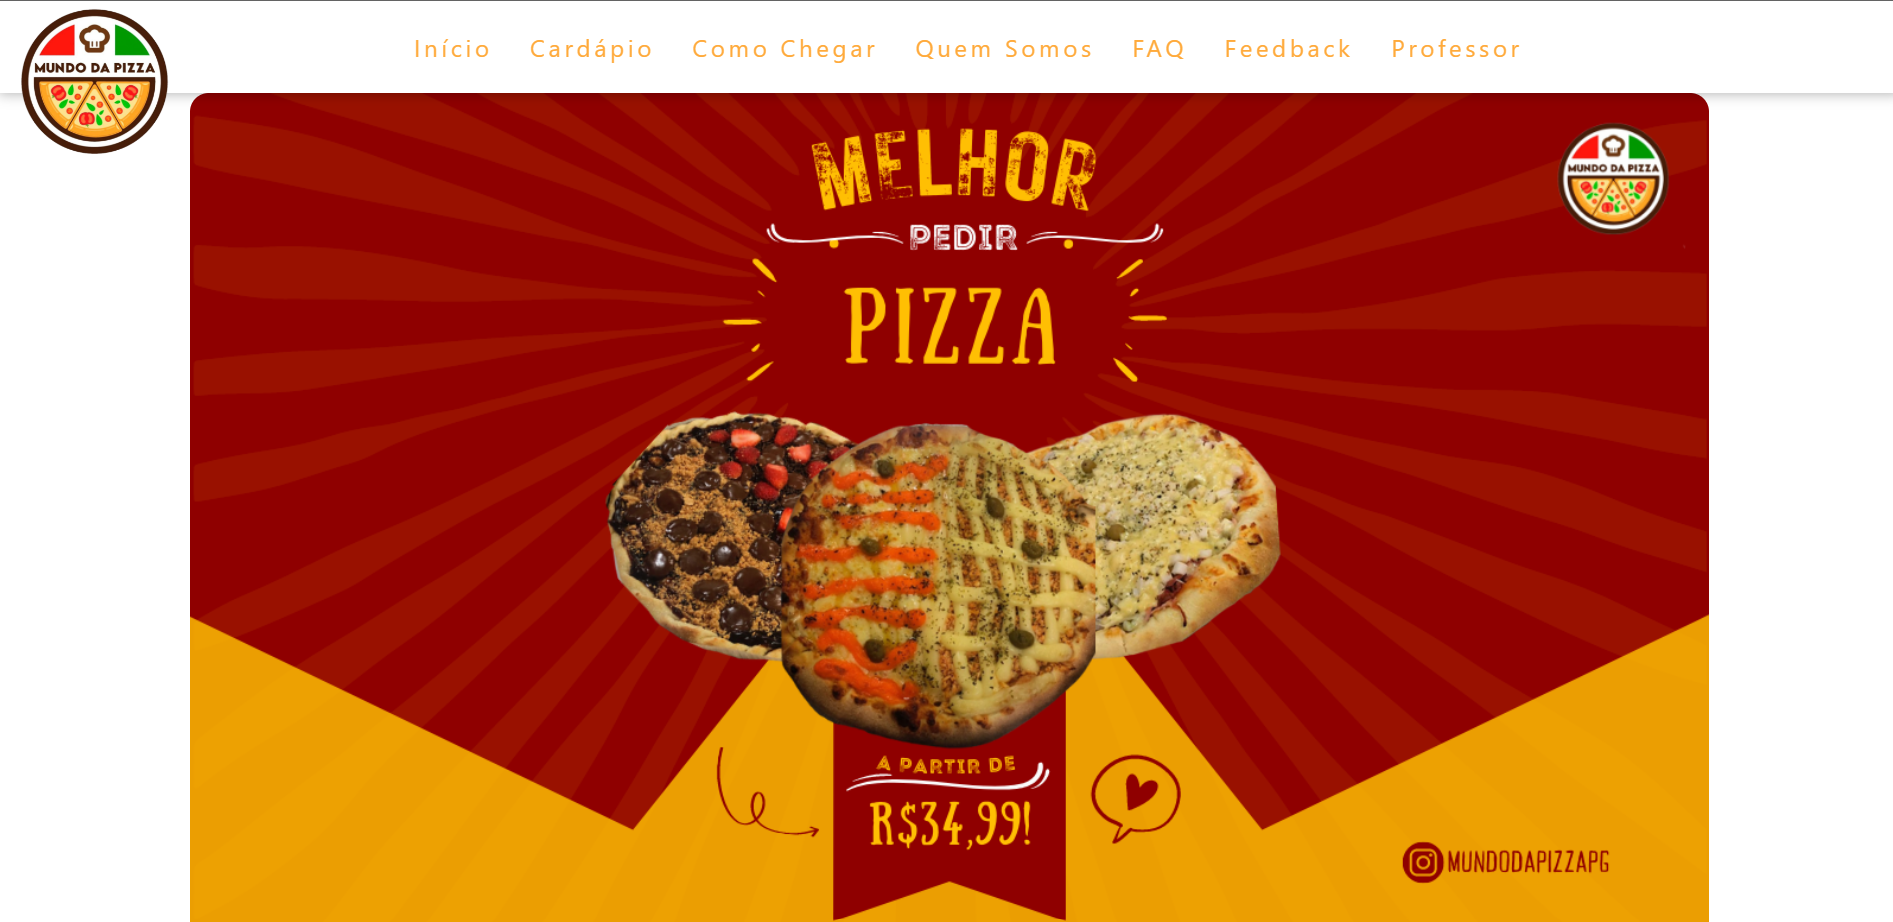 MUNDO DA PIZZA
Início Cardápio Como Chegar Quem Somos FAQ Feedback Professor
MELHOR
PEDIR
PIZZA
MUNDO DA PIZZA
A PARTIR DE
R$34,99!
MUNDODAPIZZAPG